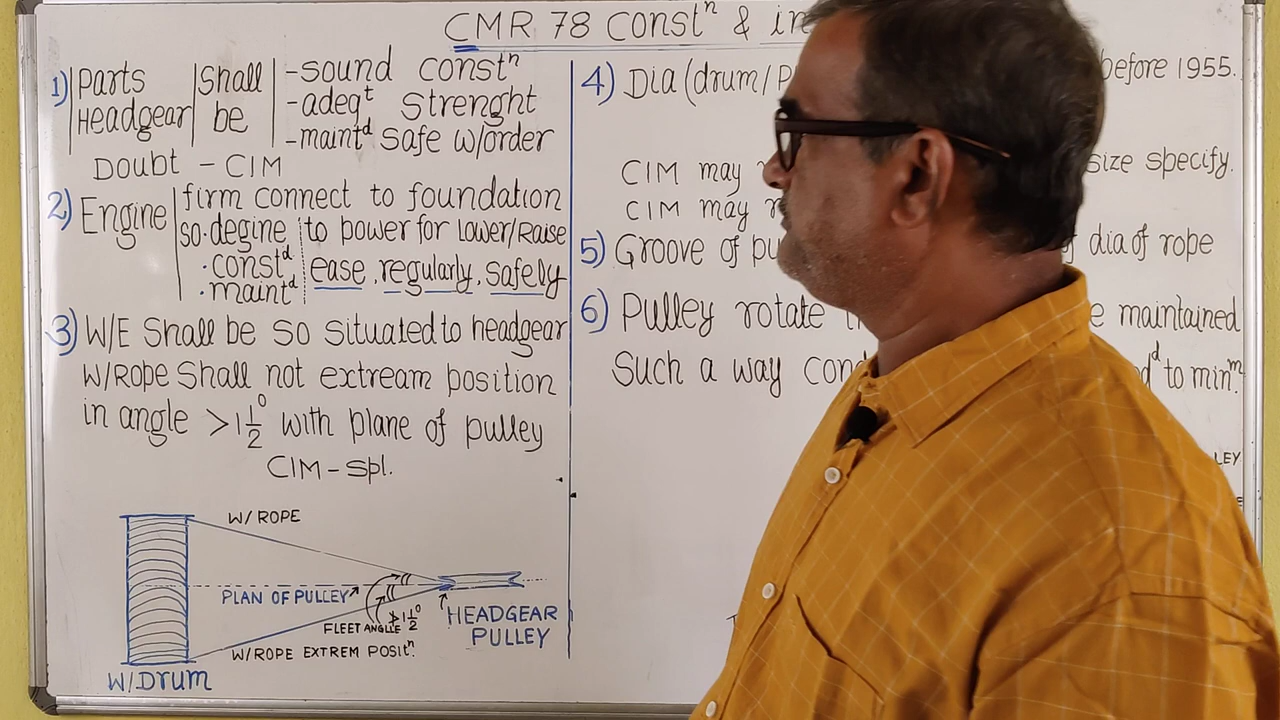 CMR 78 Constⁿ & in
1) Parts Headgear Shall be -sound constⁿ
-adeqᵗ Strenght
-maintᵈ safe w/order
Doubt - CIM
2) Engine firm connect to foundation
so·degine to power for Lower/Raise
·constᵈ ease, regularly, safely
·maintᵈ
3) W/E Shall be so situated to headgear
W/Rope Shall not extream position
in angle >1½° with plane of pulley
CIM-spl.
W/ROPE
PLAN OF PULLEY
FLEET ANGLLE ≯1½°
HEADGEAR
PULLEY
W/ROPE EXTREM POSITⁿ.
W/Drum
4) Dia (drum/P before 1955.
CIM may size specify.
CIM may
5) Groove of pu dia of rope
6) Pulley rotate e maintained
Such a way con d to minᵐ.
LEY